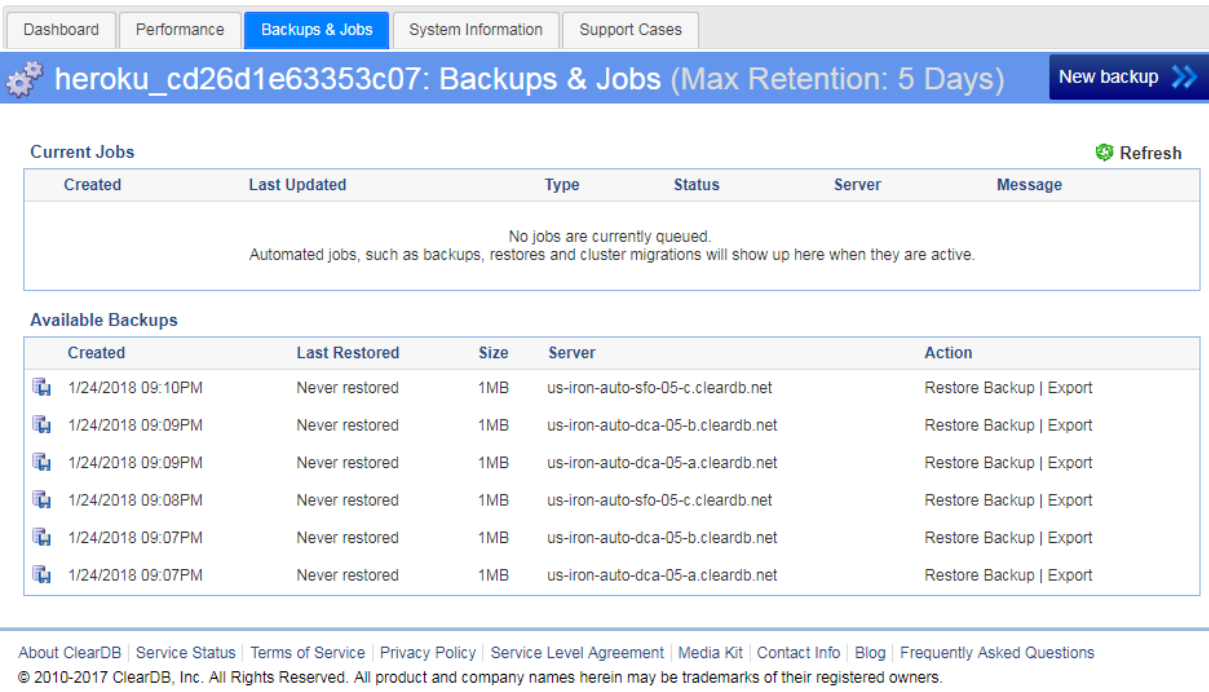 Dashboard Performance Backups & Jobs System Information Support Cases
heroku_cd26d1e63353c07: Backups & Jobs (Max Retention: 5 Days) New backup
Current Jobs Refresh
Created Last Updated Type Status Server Message
No jobs are currently queued.
Automated jobs, such as backups, restores and cluster migrations will show up here when they are active.
Available Backups
Created Last Restored Size Server Action
1/24/2018 09:10PM Never restored 1MB us-iron-auto-sfo-05-c.cleardb.net Restore Backup | Export
1/24/2018 09:09PM Never restored 1MB us-iron-auto-dca-05-b.cleardb.net Restore Backup | Export
1/24/2018 09:09PM Never restored 1MB us-iron-auto-dca-05-a.cleardb.net Restore Backup | Export
1/24/2018 09:08PM Never restored 1MB us-iron-auto-sfo-05-c.cleardb.net Restore Backup | Export
1/24/2018 09:07PM Never restored 1MB us-iron-auto-dca-05-b.cleardb.net Restore Backup | Export
1/24/2018 09:07PM Never restored 1MB us-iron-auto-dca-05-a.cleardb.net Restore Backup | Export
About ClearDB | Service Status | Terms of Service | Privacy Policy | Service Level Agreement | Media Kit | Contact Info | Blog | Frequently Asked Questions
© 2010-2017 ClearDB, Inc. All Rights Reserved. All product and company names herein may be trademarks of their registered owners.